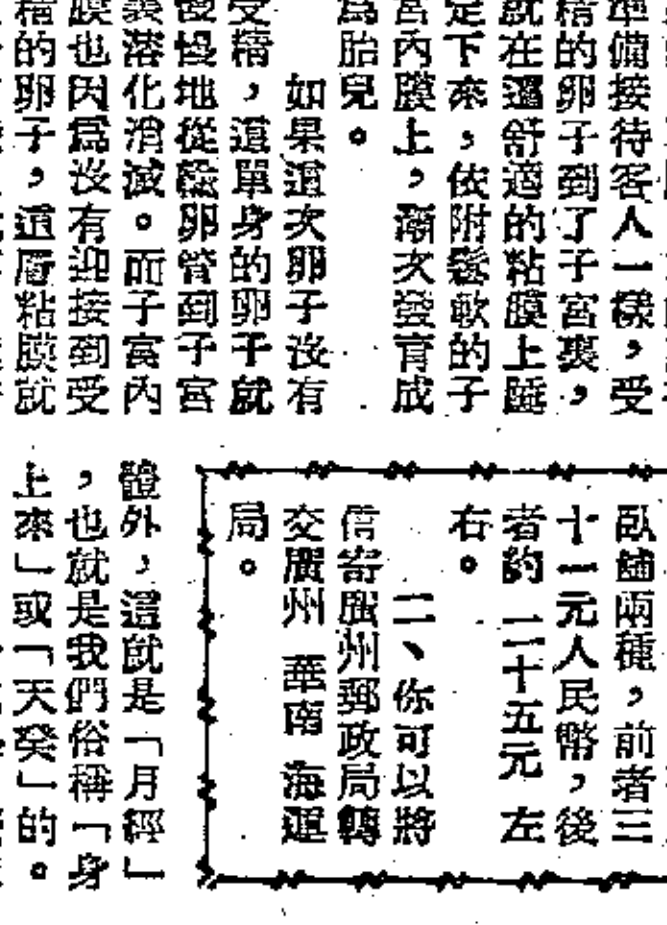 準備接待客人一樣，受
精的卵子到了子宮裏，
就在這舒適的粘膜上䠀
定下來，依附鬆軟的子
宮內膜上，漸次發育成
為胎兒。
如果這次卵子沒有
受精，這單身的卵子就
慢慢地從輸卵管到子宮
裏溶化消滅。而子宮內
膜也因為沒有迎接到受
精的卵子，這層粘膜就
臥舖兩種，前者三
十一元人民幣，後
者約二十五元左
右。
二、你可以將
信寄廣州郵政局轉
交廣州華南海運
局。
體外，這就是「月經」
，也就是我們俗稱「身
上來」或「天癸」的。